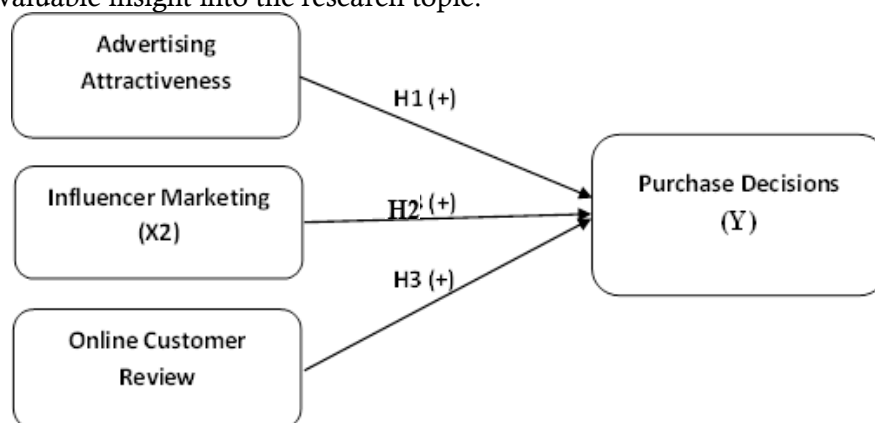 valuable insight into the research topic.
Advertising
Attractiveness
H1 (+)
Influencer Marketing
(X2)
H2 (+)
Purchase Decisions
(Y)
H3 (+)
Online Customer
Review